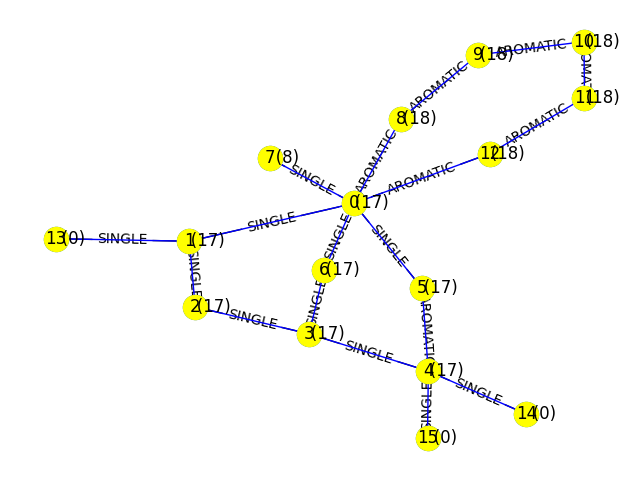 10(18)
AROMATIC
9(18)
AROMATIC
AROMATIC
11(18)
8(18)
AROMATIC
AROMATIC
12(18)
7(8)
SINGLE
AROMATIC
0(17)
SINGLE
13(0)
SINGLE
1(17)
SINGLE
SINGLE
6(17)
SINGLE
5(17)
SINGLE
2(17)
SINGLE
3(17)
AROMATIC
SINGLE
4(17)
SINGLE
14(0)
SINGLE
15(0)